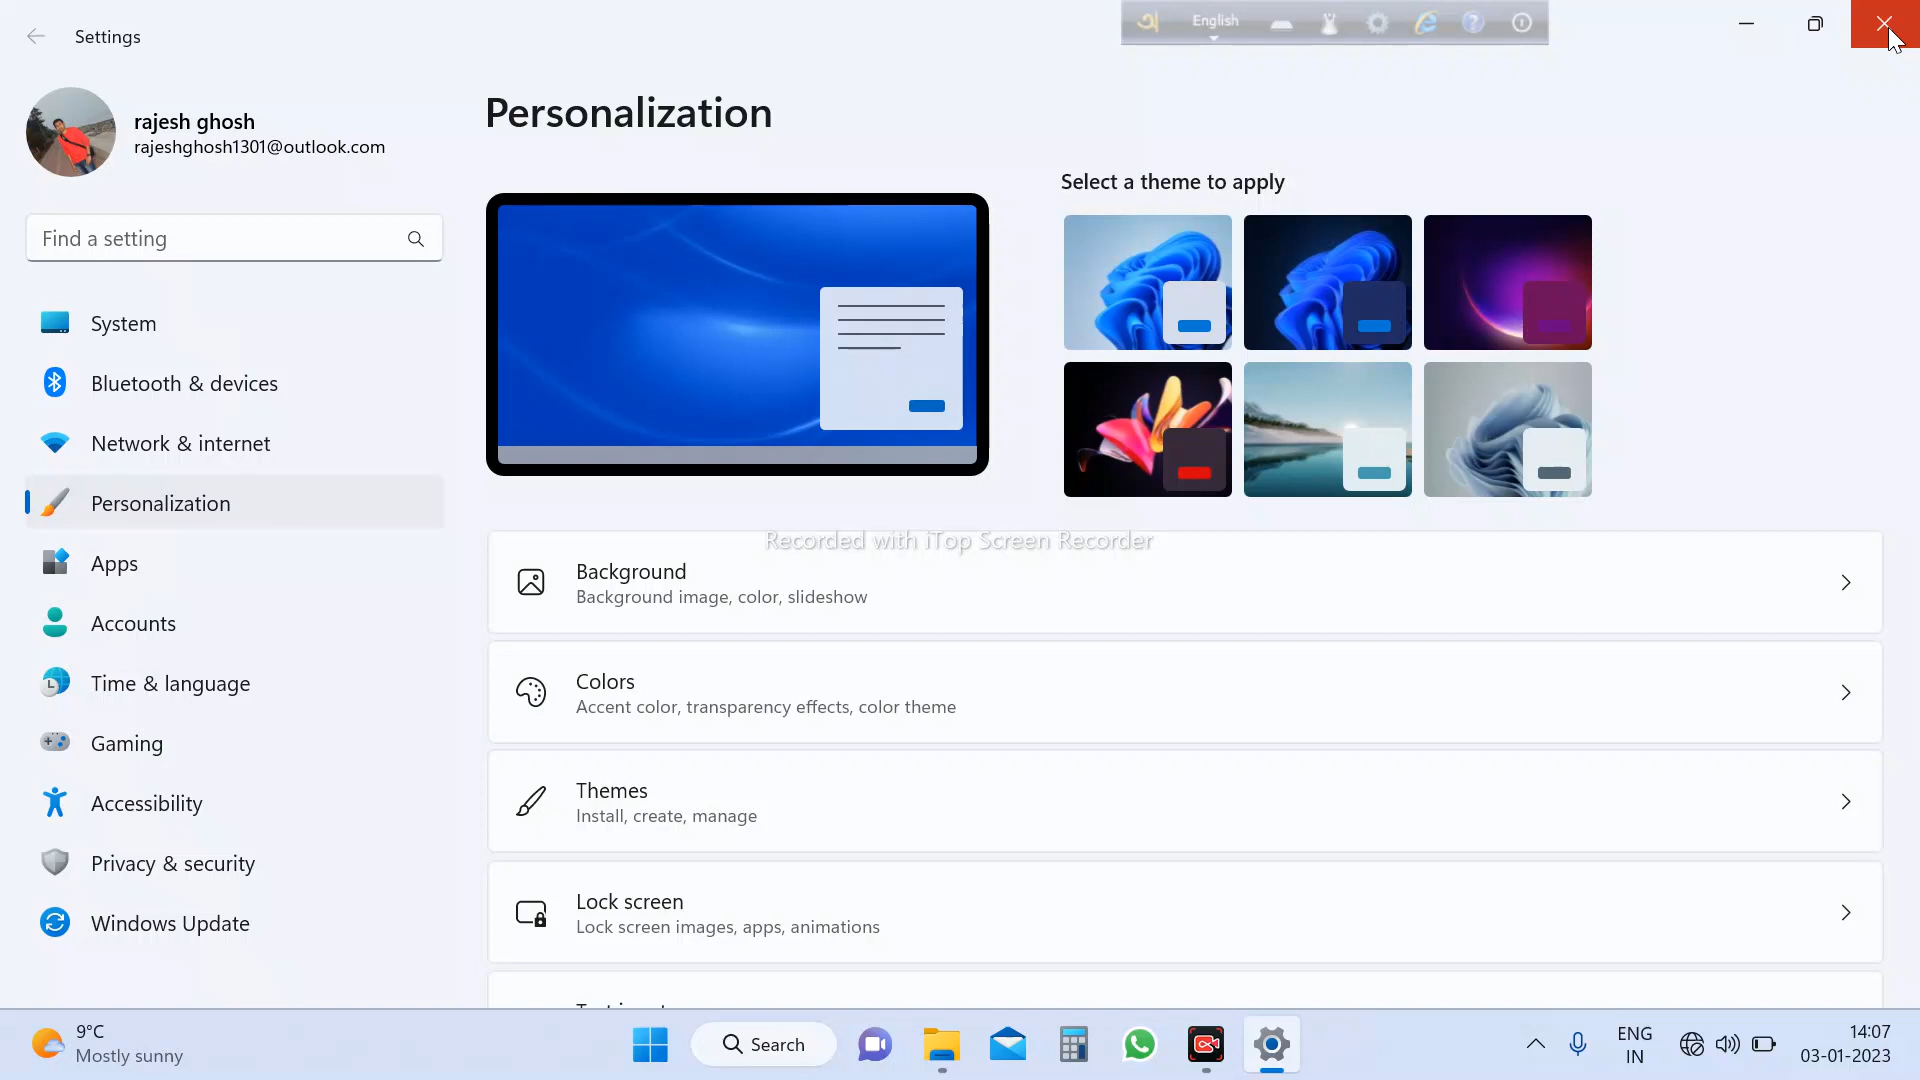 Settings
অ English
rajesh ghosh
rajeshghosh1301@outlook.com
Find a setting
System
Bluetooth & devices
Network & internet
Personalization
Apps
Accounts
Time & language
Gaming
Accessibility
Privacy & security
Windows Update
Personalization
Select a theme to apply
Recorded with iTop Screen Recorder
Background
Background image, color, slideshow
Colors
Accent color, transparency effects, color theme
Themes
Install, create, manage
Lock screen
Lock screen images, apps, animations
9°C
Mostly sunny
Search
ENG
IN
14:07
03-01-2023